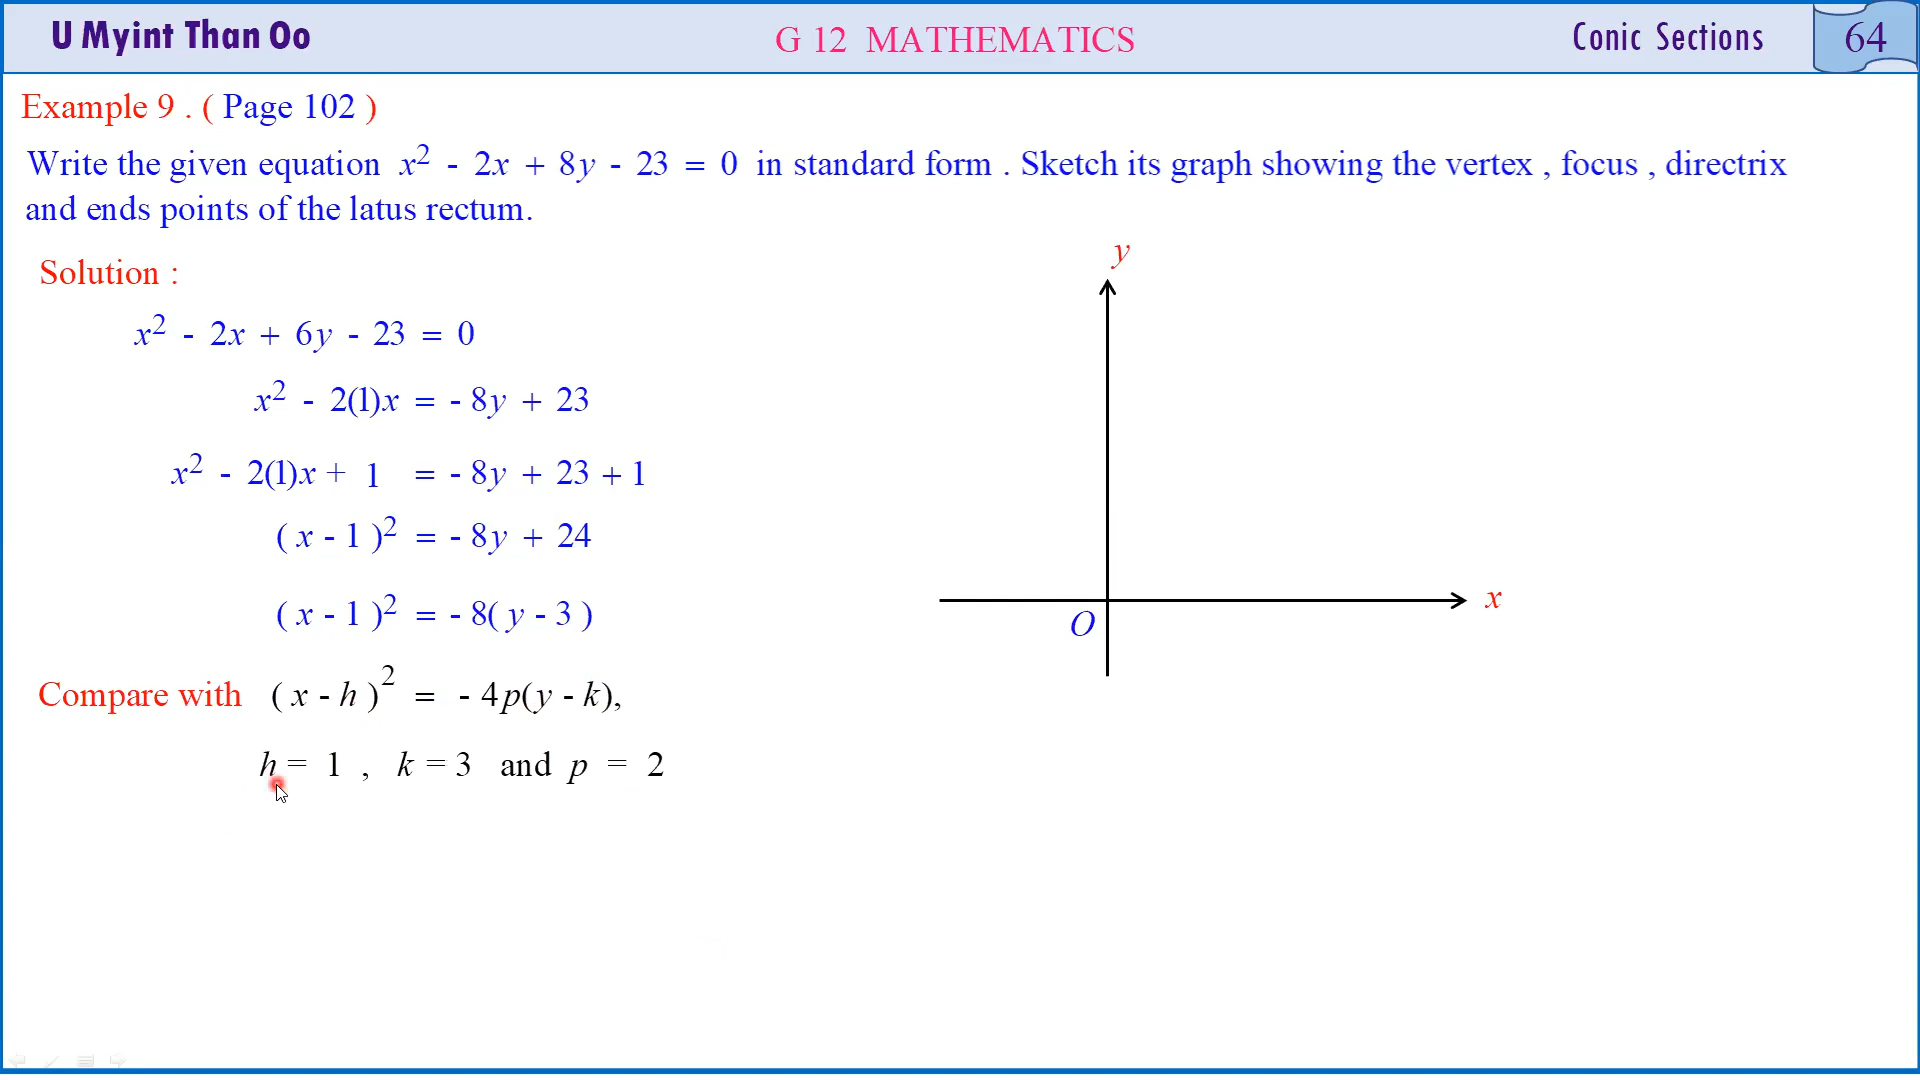 U Myint Than Oo
G 12 MATHEMATICS
Conic Sections
64
Example 9 . ( Page 102 )
Write the given equation x² - 2x + 8y - 23 = 0 in standard form . Sketch its graph showing the vertex , focus , directrix
and ends points of the latus rectum.
Solution :
x² - 2x + 6y - 23 = 0
x² - 2(1)x = - 8y + 23
x² - 2(1)x + 1 = - 8y + 23 + 1
( x - 1 )² = - 8y + 24
( x - 1 )² = - 8( y - 3 )
Compare with ( x - h )² = - 4p(y - k),
h = 1 , k = 3 and p = 2
y
x
O